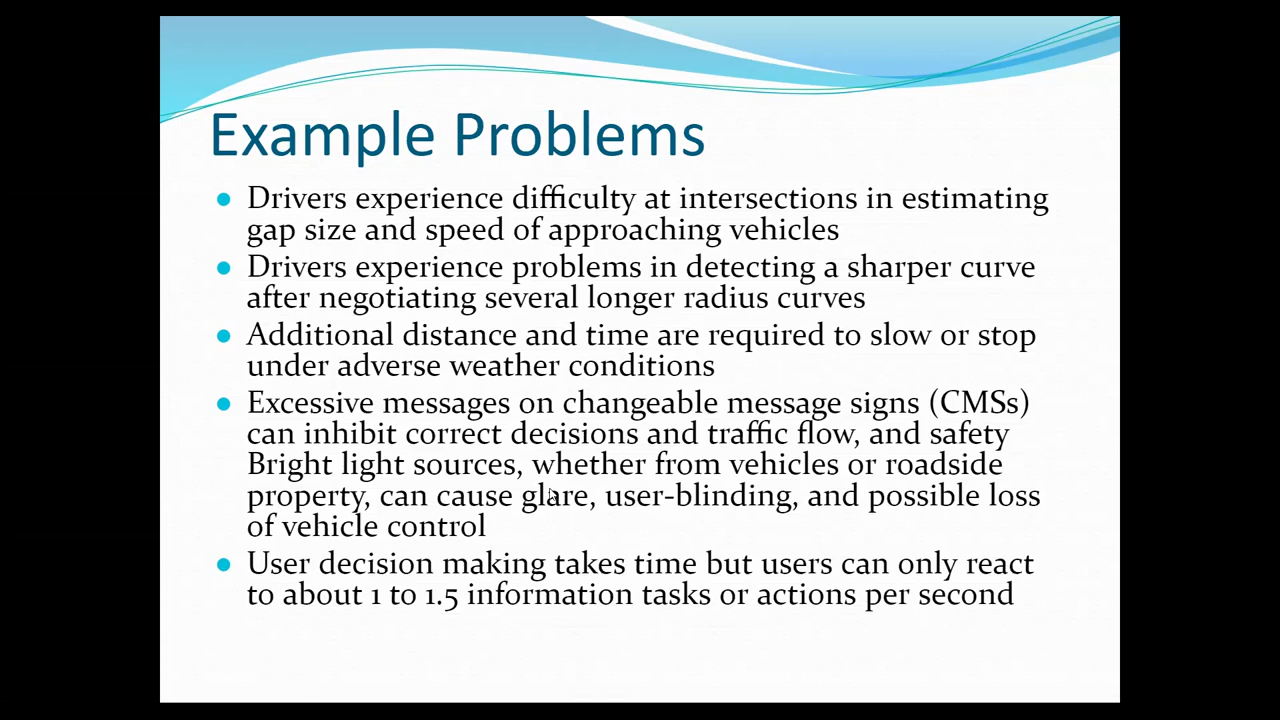 Example Problems
Drivers experience difficulty at intersections in estimating
gap size and speed of approaching vehicles
Drivers experience problems in detecting a sharper curve
after negotiating several longer radius curves
Additional distance and time are required to slow or stop
under adverse weather conditions
Excessive messages on changeable message signs (CMSs)
can inhibit correct decisions and traffic flow, and safety
Bright light sources, whether from vehicles or roadside
property, can cause glare, user-blinding, and possible loss
of vehicle control
User decision making takes time but users can only react
to about 1 to 1.5 information tasks or actions per second